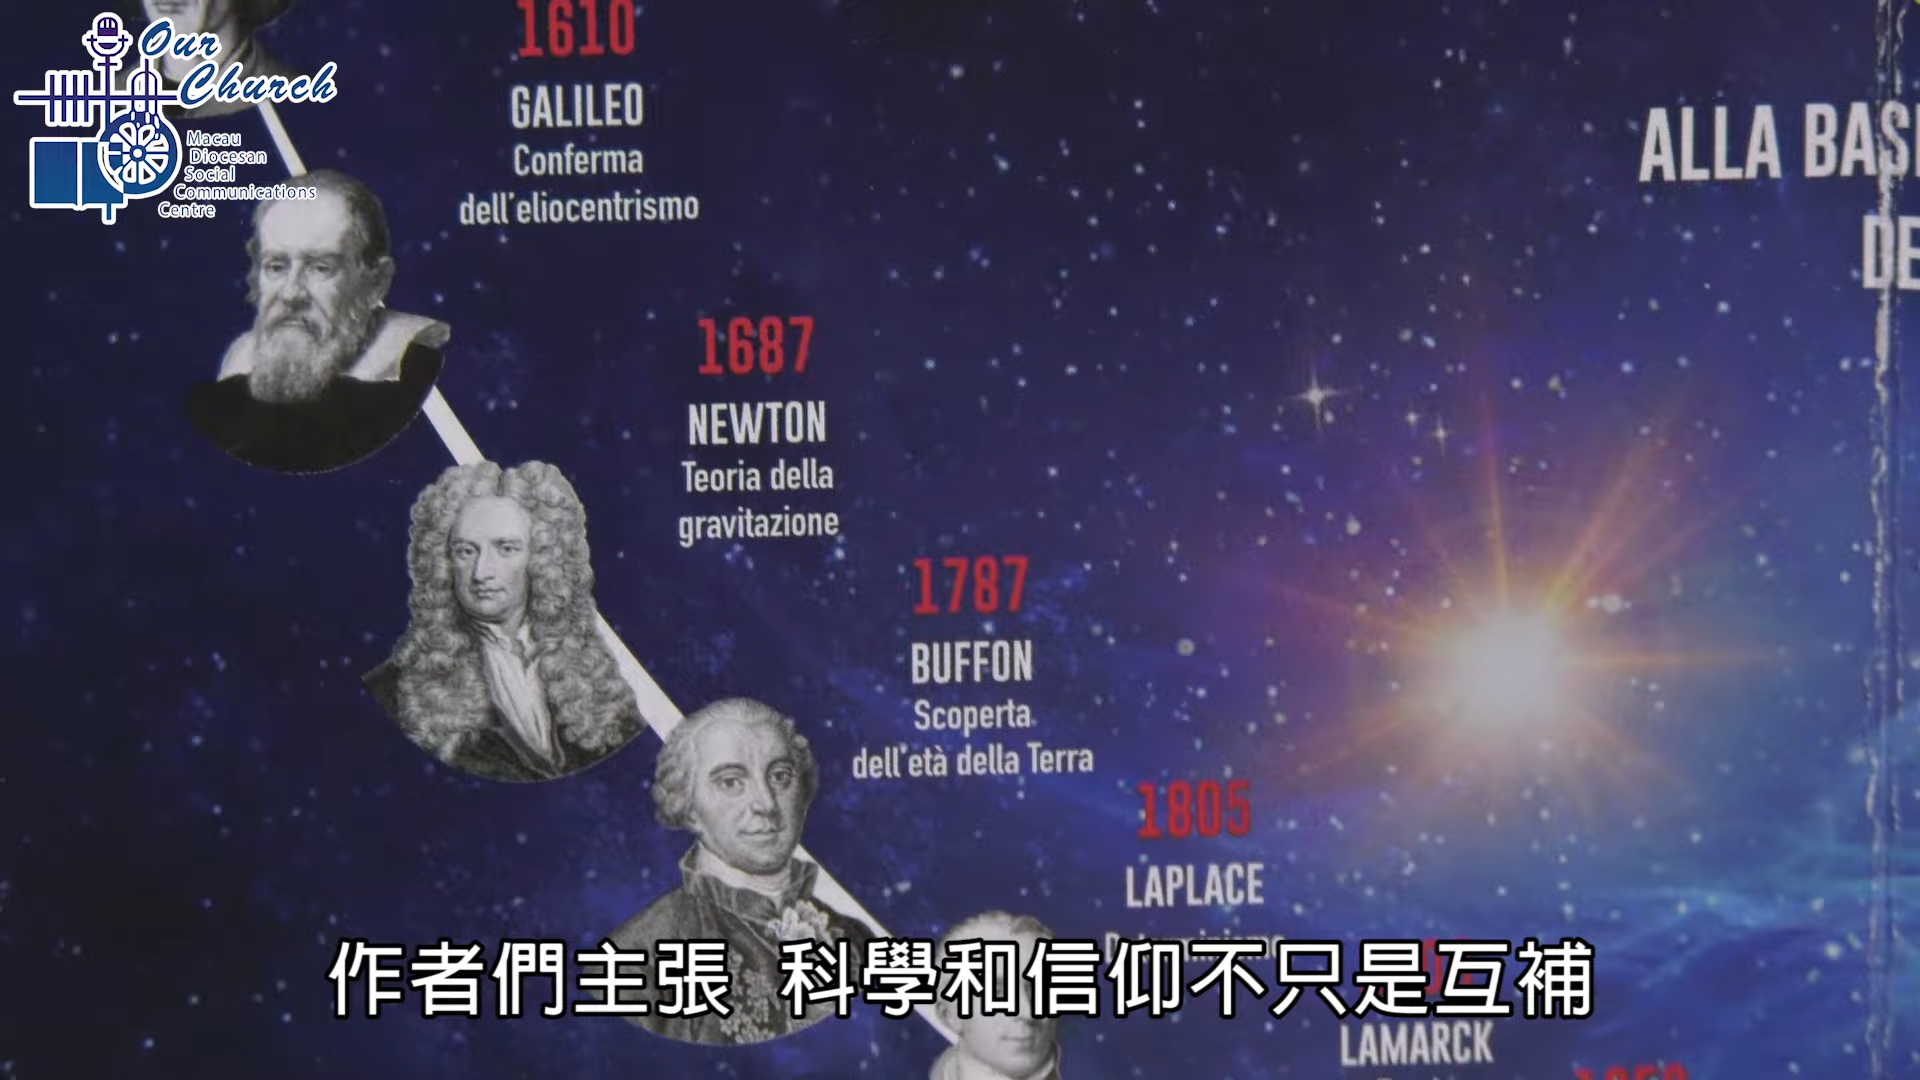 Our
Church
Macau
Diocesan
Social
Communications
Centre
1610
GALILEO
Conferma
dell'eliocentrismo
ALLA BAS
DE
1687
NEWTON
Teoria della
gravitazione
1787
BUFFON
Scoperta
dell'età della Terra
1805
LAPLACE
作者們主張 科學和信仰不只是互補
LAMARCK